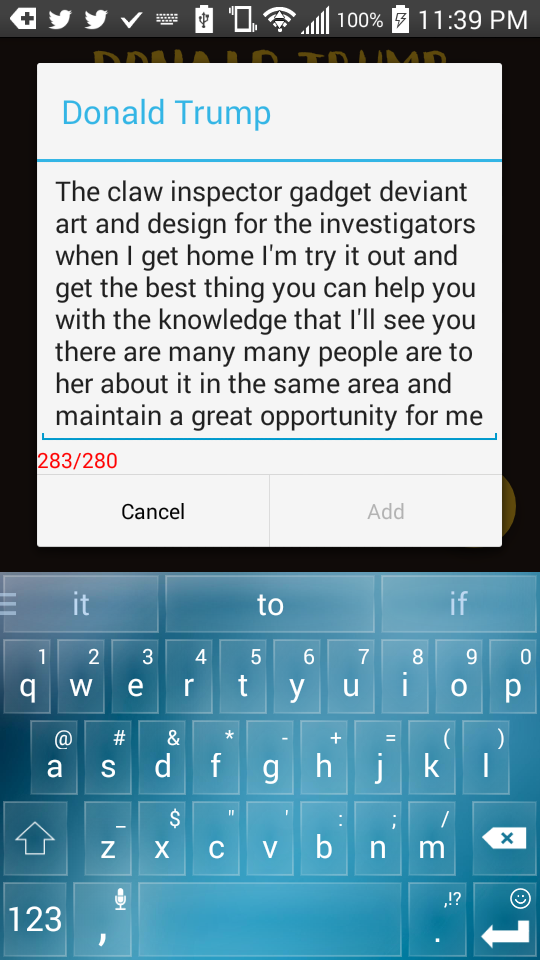 100% 11:39 PM
DONALD TRUMP
Donald Trump
The claw inspector gadget deviant
art and design for the investigators
when I get home I'm try it out and
get the best thing you can help you
with the knowledge that I'll see you
there are many many people are to
her about it in the same area and
maintain a great opportunity for me
283/280
Cancel Add
it to if
1 2 3 4 5 6 7 8 9 0
q w e r t y u i o p
@ # & * - + = ( )
a s d f g h j k l
_ $ " ' : ; /
z x c v b n m
,!?
123 , .